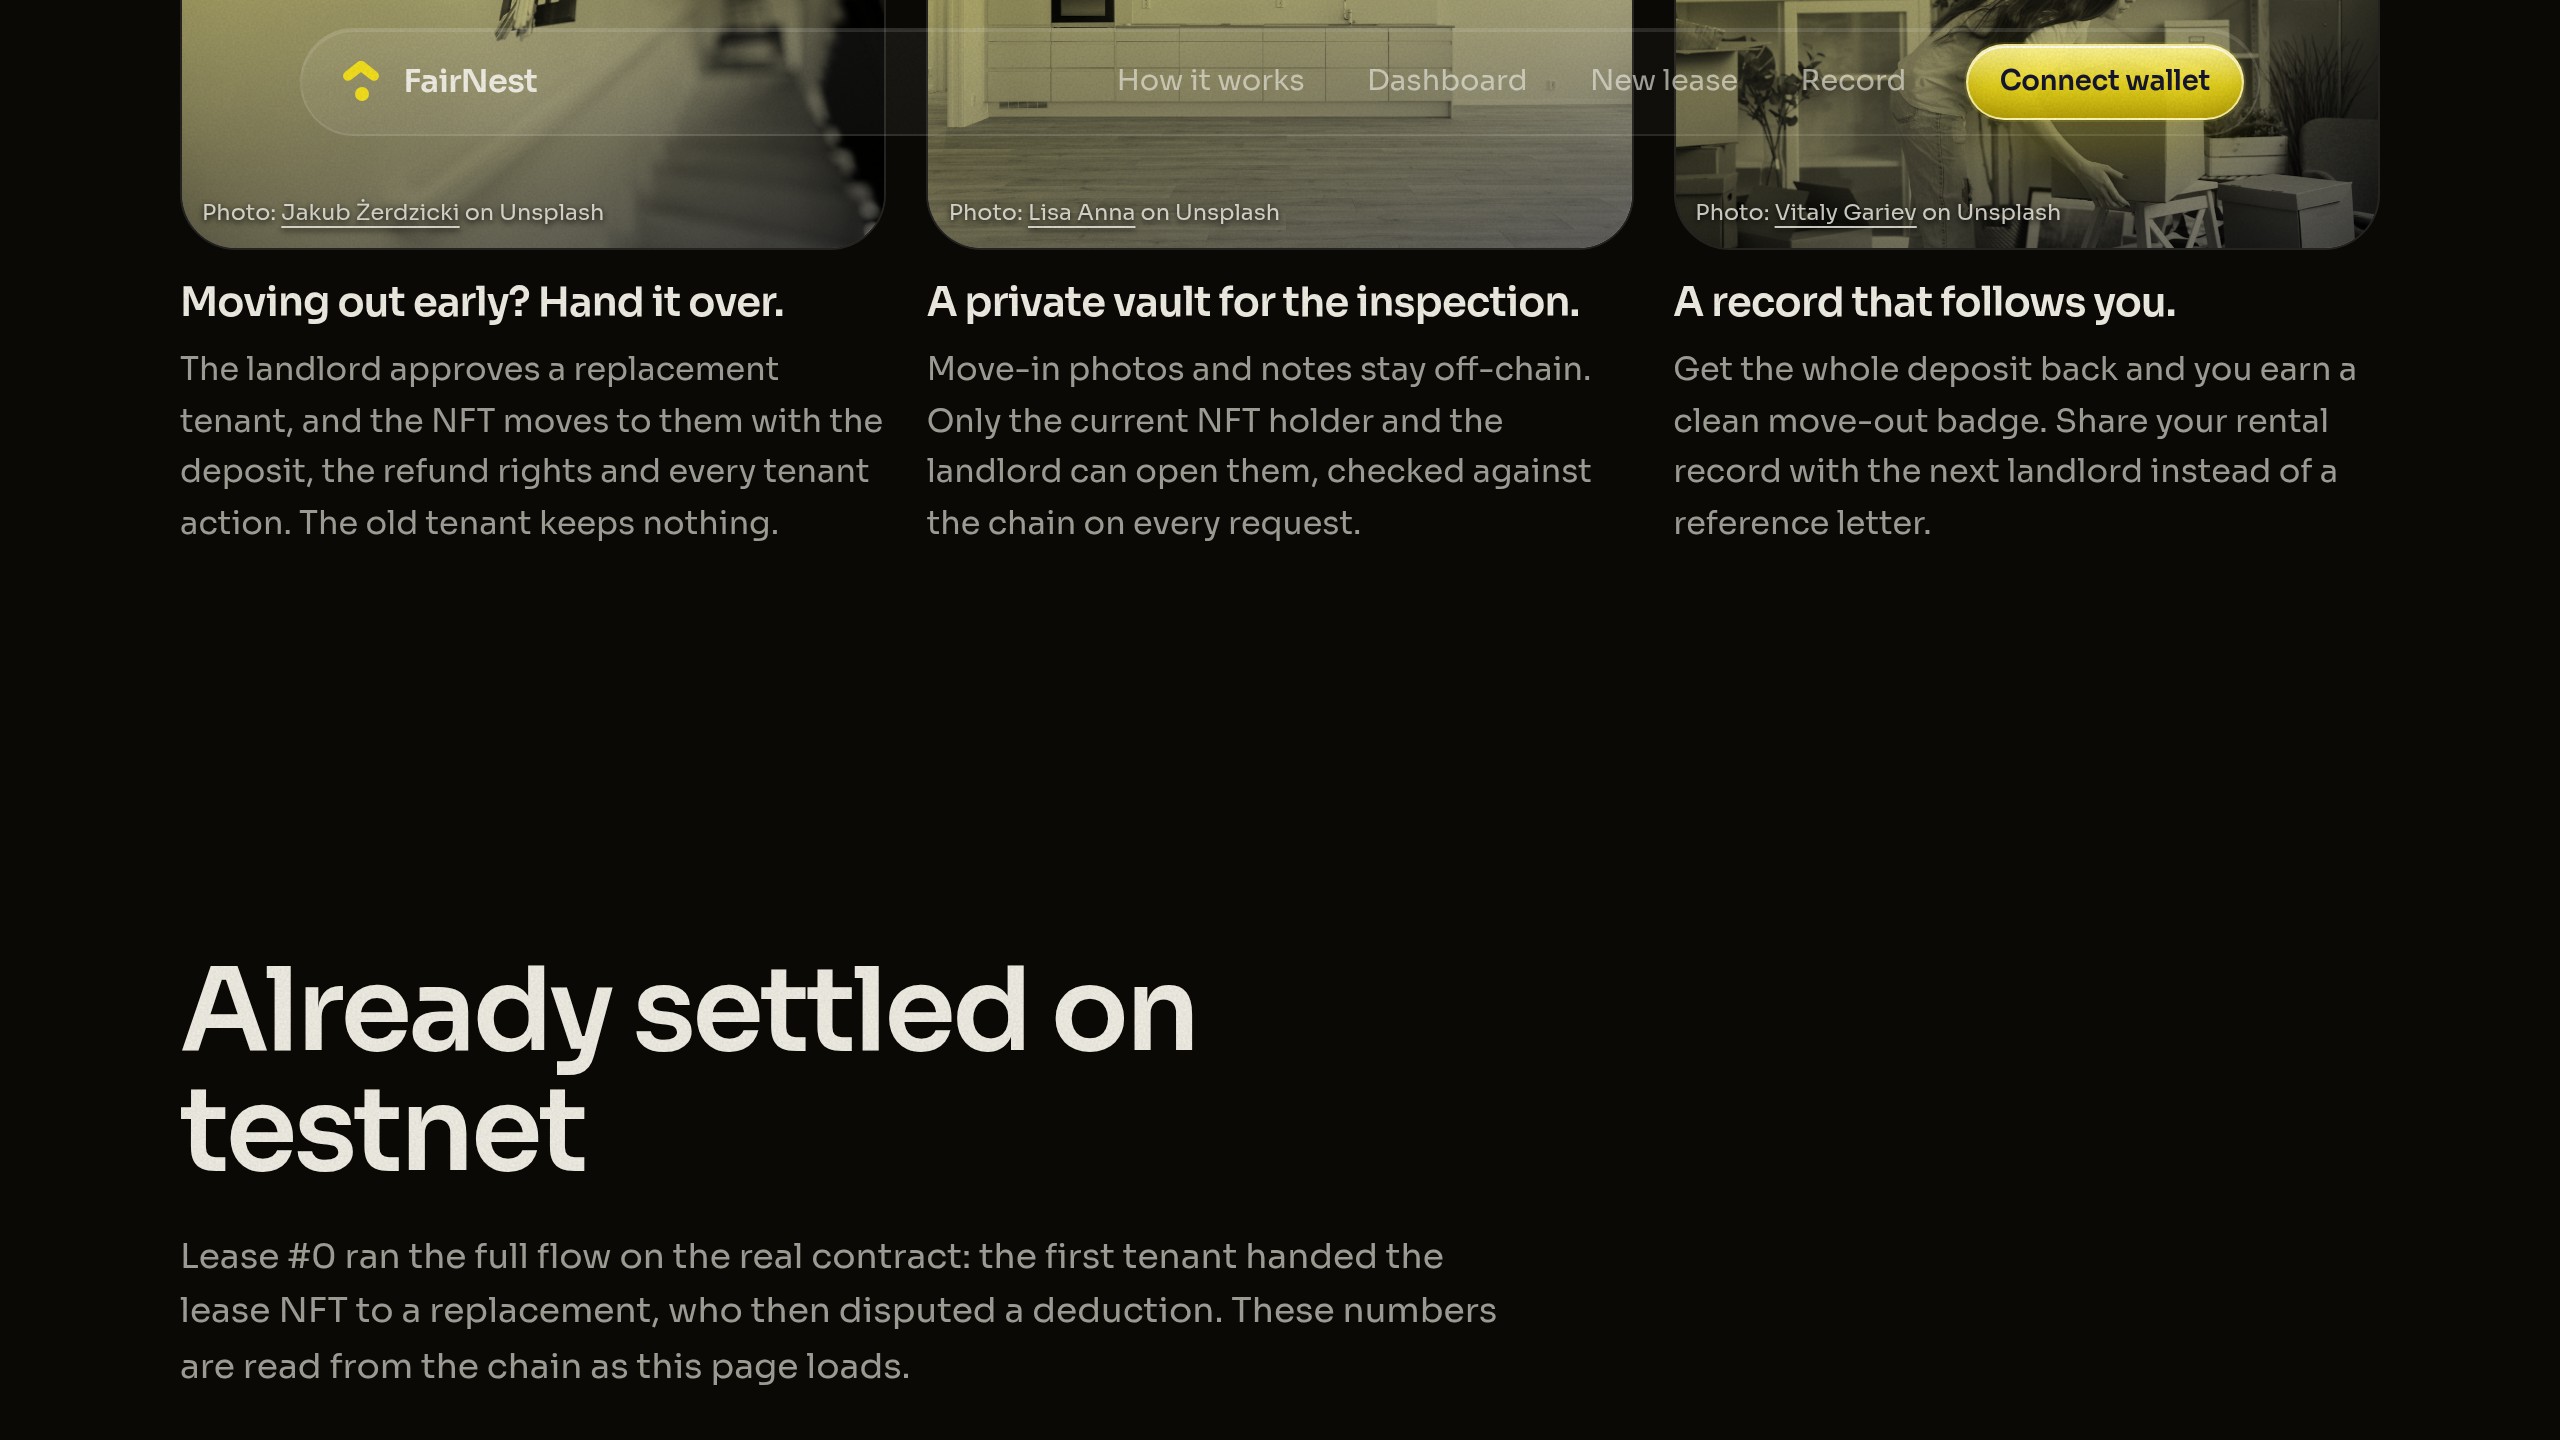 FairNest
How it works
Dashboard
New lease
Record
Connect wallet
Photo: Jakub Żerdzicki on Unsplash
Photo: Lisa Anna on Unsplash
Photo: Vitaly Gariev on Unsplash
Moving out early? Hand it over.
The landlord approves a replacement
tenant, and the NFT moves to them with the
deposit, the refund rights and every tenant
action. The old tenant keeps nothing.
A private vault for the inspection.
Move-in photos and notes stay off-chain.
Only the current NFT holder and the
landlord can open them, checked against
the chain on every request.
A record that follows you.
Get the whole deposit back and you earn a
clean move-out badge. Share your rental
record with the next landlord instead of a
reference letter.
Already settled on
testnet
Lease #0 ran the full flow on the real contract: the first tenant handed the
lease NFT to a replacement, who then disputed a deduction. These numbers
are read from the chain as this page loads.